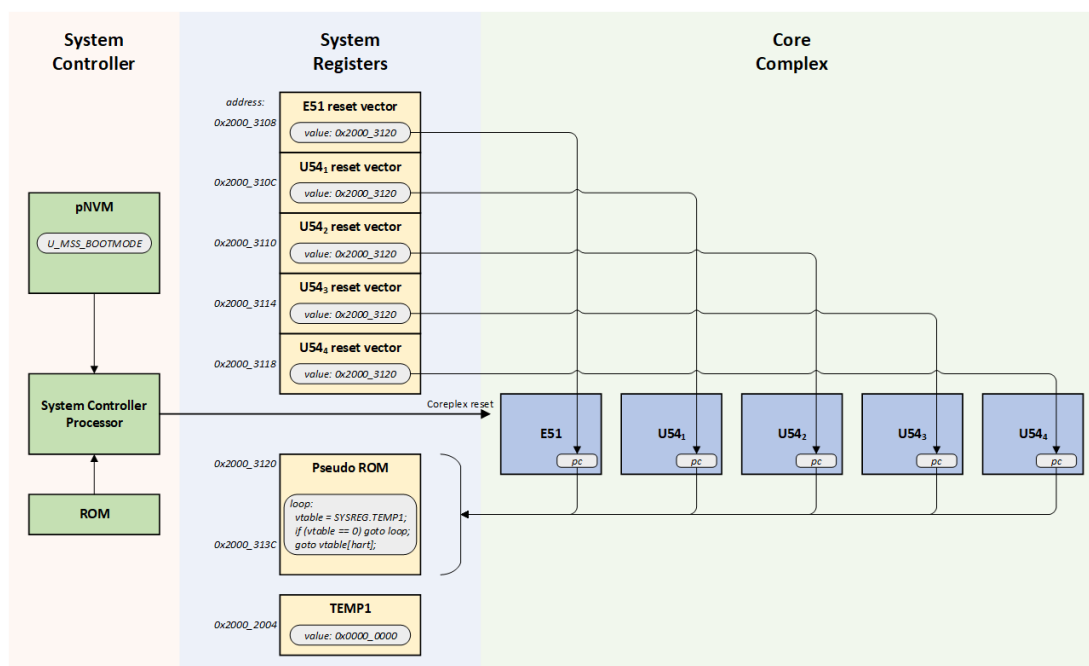 System
Controller
System
Registers
Core
Complex
pNVM
U_MSS_BOOTMODE
System Controller
Processor
ROM
address:
0x2000_3108
E51 reset vector
value: 0x2000_3120
0x2000_310C
U54₁ reset vector
value: 0x2000_3120
0x2000_3110
U54₂ reset vector
value: 0x2000_3120
0x2000_3114
U54₃ reset vector
value: 0x2000_3120
0x2000_3118
U54₄ reset vector
value: 0x2000_3120
Coreplex reset
E51
pc
U54₁
pc
U54₂
pc
U54₃
pc
U54₄
pc
0x2000_3120
Pseudo ROM
loop:
vtable = SYSREG.TEMP1;
if (vtable == 0) goto loop;
goto vtable[hart];
0x2000_313C
TEMP1
0x2000_2004
value: 0x0000_0000